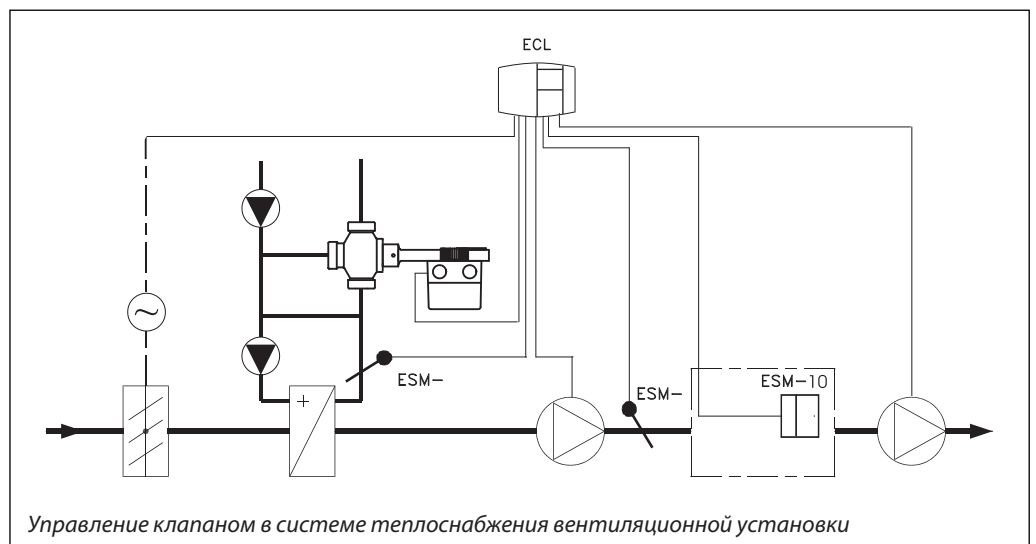 ECL
ESM-
ESM-
ESM-10
+
~
Управление клапаном в системе теплоснабжения вентиляционной установки